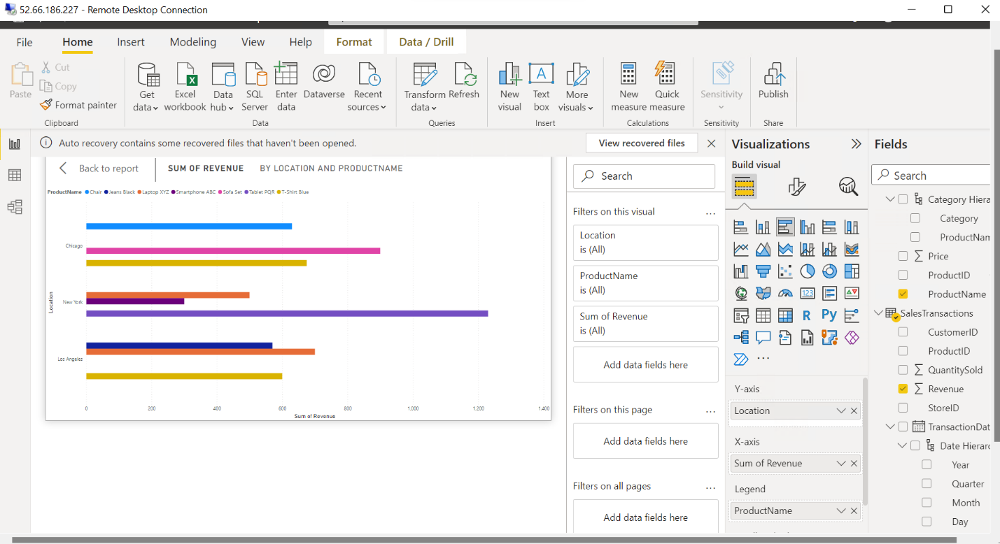 52.66.186.227 - Remote Desktop Connection
File Home Insert Modeling View Help Format Data / Drill
Paste
Cut
Copy
Format painter
Clipboard
Get data
Excel workbook
Data hub
SQL Server
Enter data
Dataverse
Recent sources
Data
Transform data
Refresh
Queries
New visual
Text box
More visuals
Insert
New measure
Quick measure
Calculations
Sensitivity
Sensitivity
Publish
Share
Auto recovery contains some recovered files that haven't been opened.
View recovered files
Back to report
SUM OF REVENUE BY LOCATION AND PRODUCTNAME
ProductName Chair Jeans Black Laptop XYZ Smartphone ABC Sofa Set Tablet PQR T-Shirt Blue
Location
Chicago
New York
Los Angeles
0 200 400 600 800 1,000 1,200 1,400
Sum of Revenue
Search
Filters on this visual ...
Location
is (All)
ProductName
is (All)
Sum of Revenue
is (All)
Add data fields here
Filters on this page ...
Add data fields here
Filters on all pages ...
Add data fields here
Visualizations
Build visual
123
R Py
...
Y-axis
Location
X-axis
Sum of Revenue
Legend
ProductName
Fields
Search
Category Hiera
Category
ProductNam
Price
ProductID
ProductName
SalesTransactions
CustomerID
ProductID
QuantitySold
Revenue
StoreID
TransactionDat
Date Hierarc
Year
Quarter
Month
Day